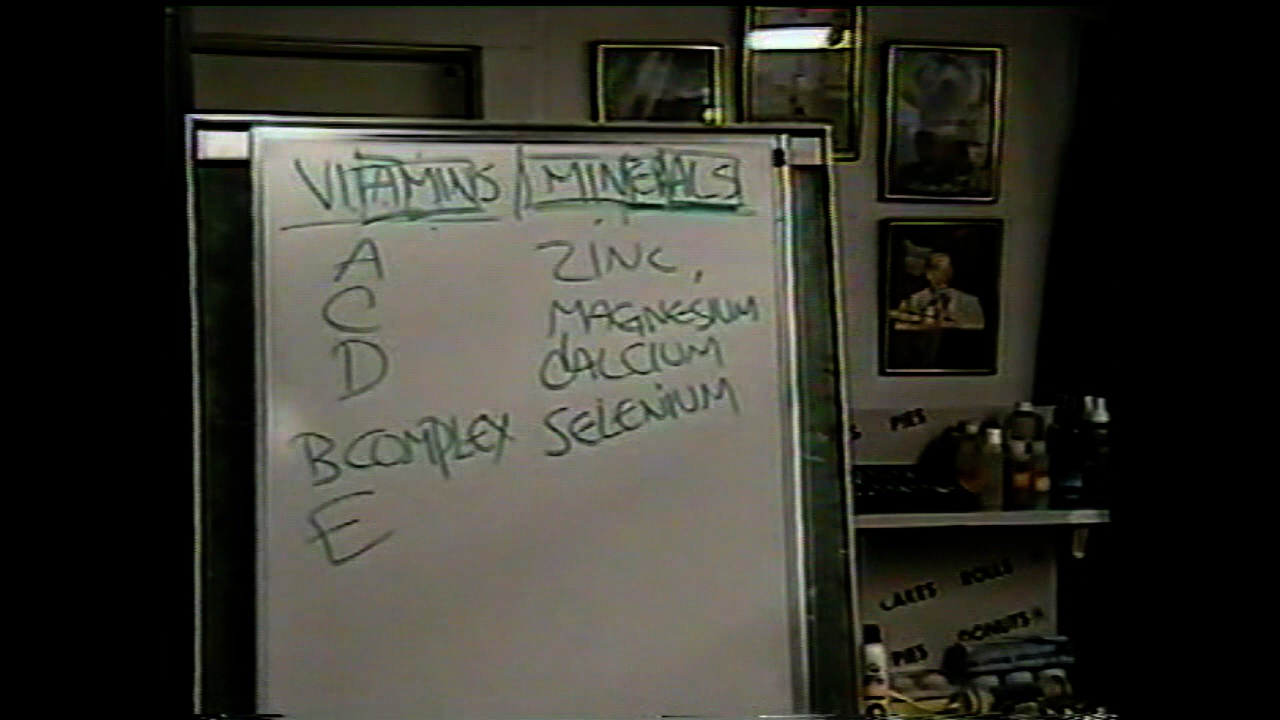 VITAMINS | MINERALS
A ZINC,
C MAGNESIUM
D CALCIUM
B COMPLEX SELENIUM
E
PIES
CAKES ROLLS
PIES DONUTS